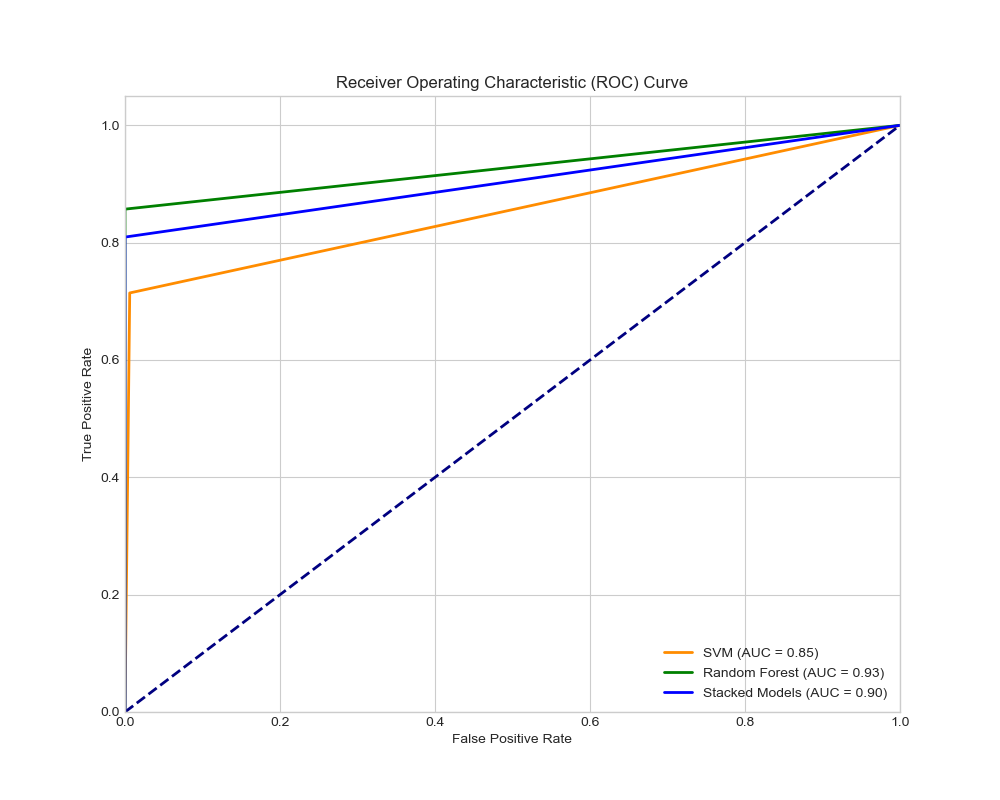 Receiver Operating Characteristic (ROC) Curve
1.0
0.8
0.6
0.4
0.2
0.0
True Positive Rate
0.0 0.2 0.4 0.6 0.8 1.0
False Positive Rate
SVM (AUC = 0.85)
Random Forest (AUC = 0.93)
Stacked Models (AUC = 0.90)